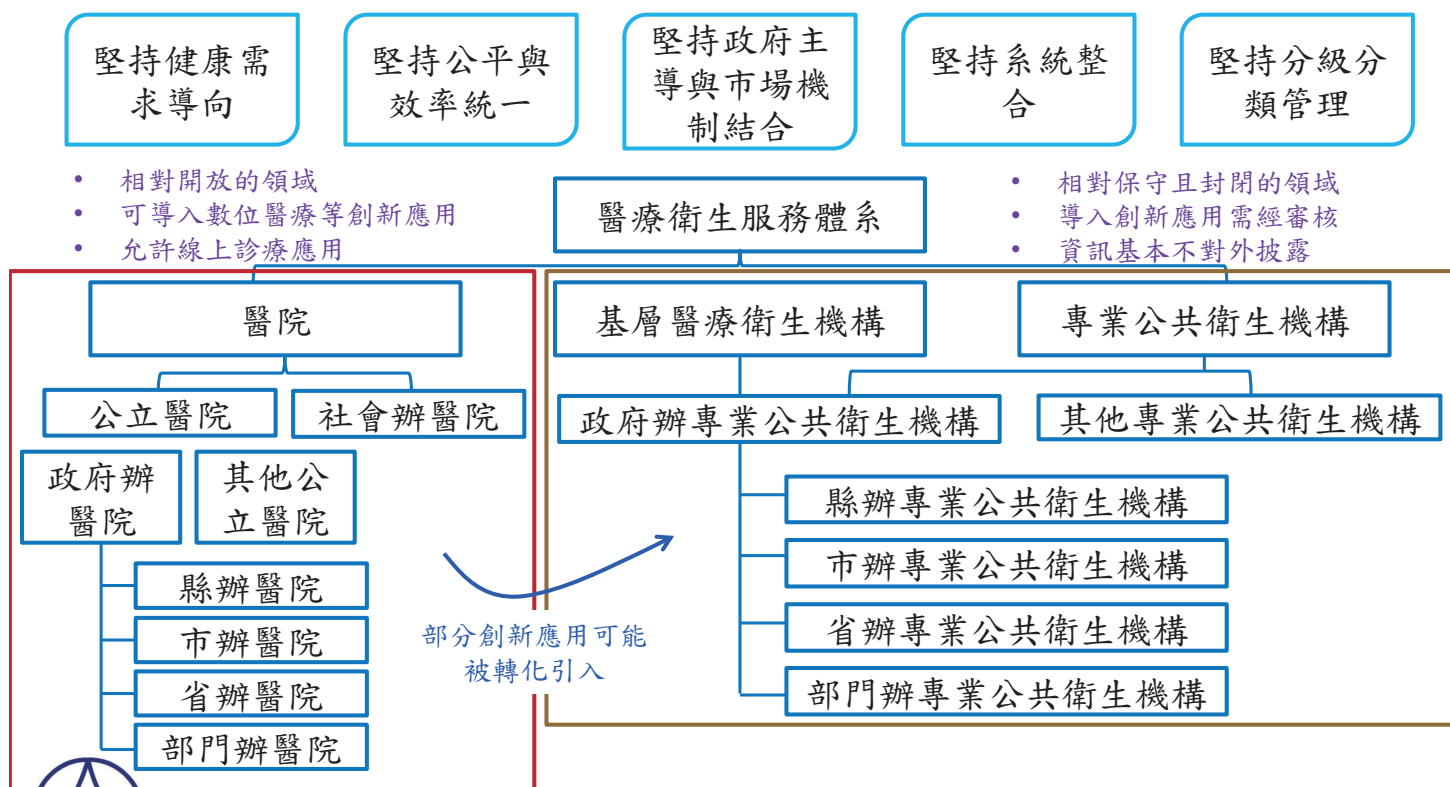 堅持健康需
求導向
堅持公平與
效率統一
堅持政府主
導與市場機
制結合
堅持系統整
合
堅持分級分
類管理
• 相對開放的領域
• 可導入數位醫療等創新應用
• 允許線上診療應用
醫療衛生服務體系
• 相對保守且封閉的領域
• 導入創新應用需經審核
• 資訊基本不對外披露
醫院
基層醫療衛生機構
專業公共衛生機構
公立醫院
社會辦醫院
政府辦專業公共衛生機構
其他專業公共衛生機構
政府辦
醫院
其他公
立醫院
縣辦醫院
市辦醫院
省辦醫院
部門辦醫院
部分創新應用可能
被轉化引入
縣辦專業公共衛生機構
市辦專業公共衛生機構
省辦專業公共衛生機構
部門辦專業公共衛生機構